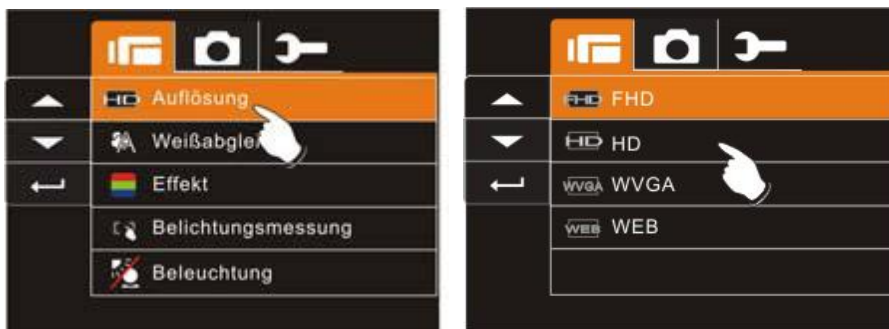 HD Auflösung
Weißabgle
Effekt
Belichtungsmessung
Beleuchtung
FHD FHD
HD HD
WVGA WVGA
WEB WEB